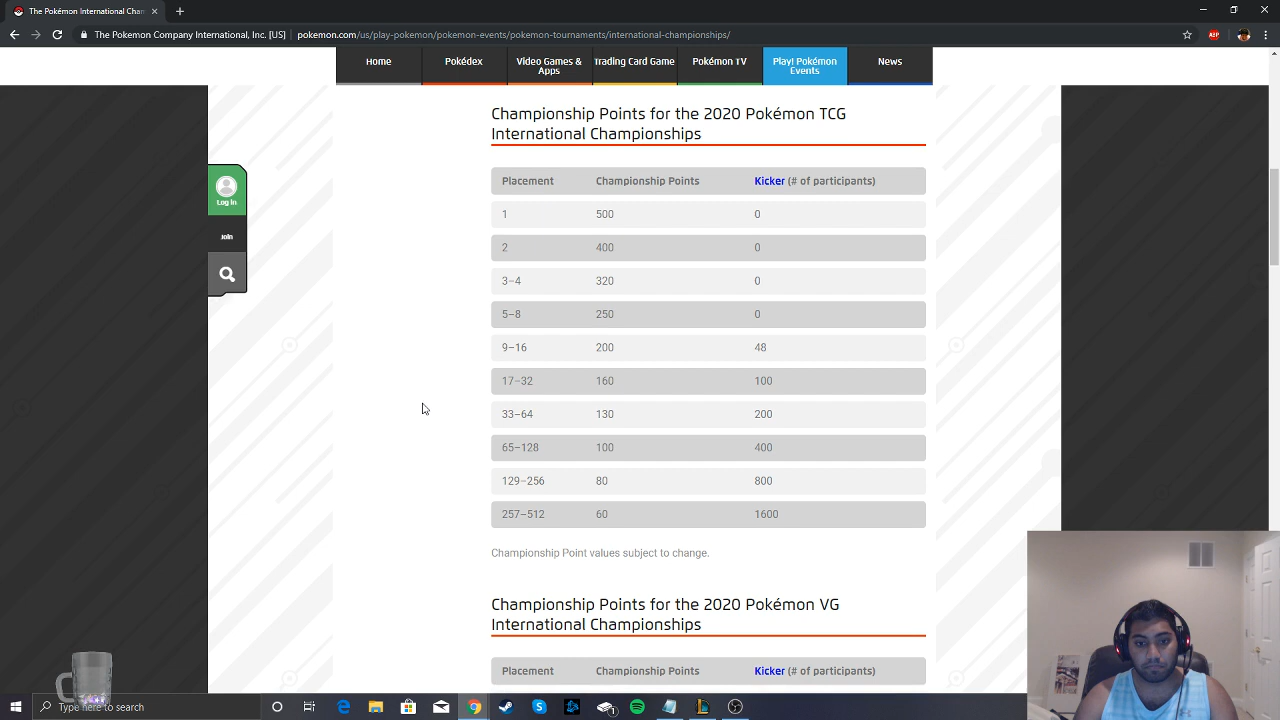 The Pokémon International Cham
The Pokemon Company International, Inc. [US]
pokemon.com/us/play-pokemon/pokemon-events/pokemon-tournaments/international-championships/
ABP
Home
Pokédex
Video Games & Apps
Trading Card Game
Pokémon TV
Play! Pokémon Events
News
Log In
Join
Championship Points for the 2020 Pokémon TCG
International Championships
Placement Championship Points Kicker (# of participants)
1 500 0
2 400 0
3–4 320 0
5–8 250 0
9–16 200 48
17–32 160 100
33–64 130 200
65–128 100 400
129–256 80 800
257–512 60 1600
Championship Point values subject to change.
Championship Points for the 2020 Pokémon VG
International Championships
Placement Championship Points Kicker (# of participants)
Type here to search
1